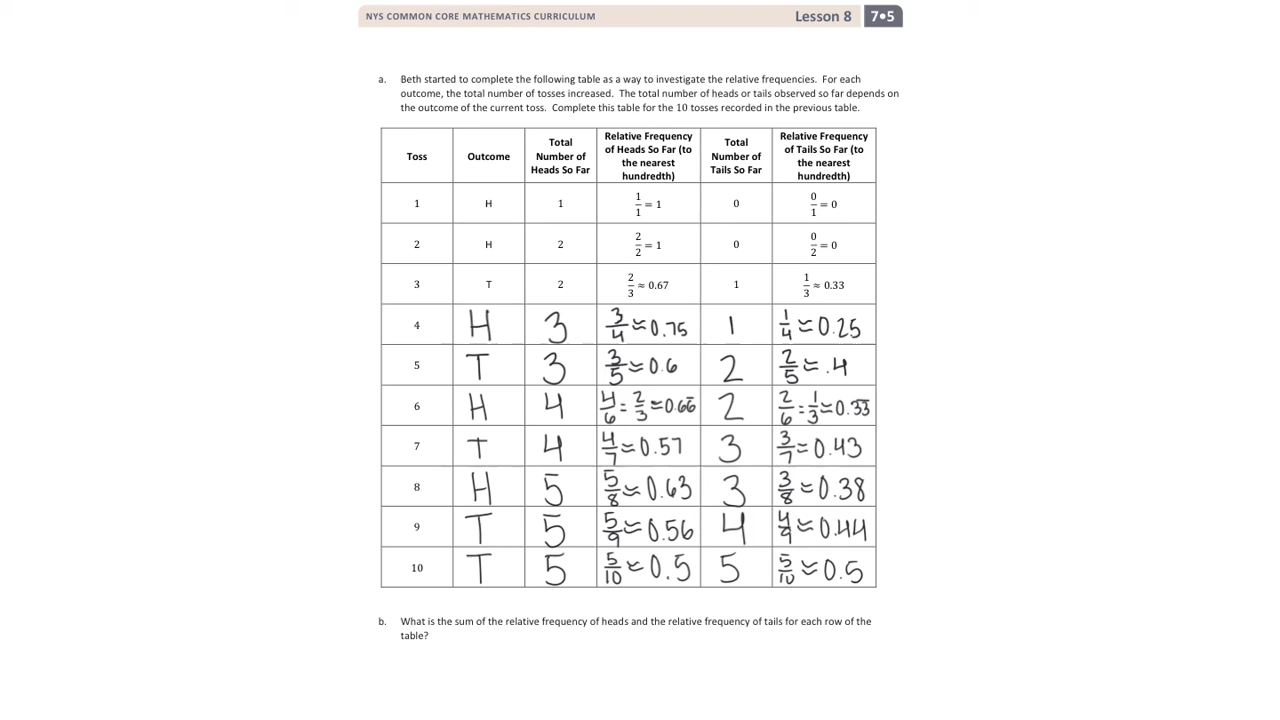 NYS COMMON CORE MATHEMATICS CURRICULUM Lesson 8 7•5
a. Beth started to complete the following table as a way to investigate the relative frequencies. For each
outcome, the total number of tosses increased. The total number of heads or tails observed so far depends on
the outcome of the current toss. Complete this table for the 10 tosses recorded in the previous table.
Toss Outcome Total Number of Heads So Far Relative Frequency of Heads So Far (to the nearest hundredth) Total Number of Tails So Far Relative Frequency of Tails So Far (to the nearest hundredth)
1 H 1 1/1 = 1 0 0/1 = 0
2 H 2 2/2 = 1 0 0/2 = 0
3 T 2 2/3 ≈ 0.67 1 1/3 ≈ 0.33
4 H 3 3/4 ≈ 0.75 1 1/4 ≈ 0.25
5 T 3 3/5 ≈ 0.6 2 2/5 ≈ .4
6 H 4 4/6 = 2/3 ≈ 0.66̅ 2 2/6 = 1/3 ≈ 0.33̅
7 T 4 4/7 ≈ 0.57 3 3/7 ≈ 0.43
8 H 5 5/8 ≈ 0.63 3 3/8 ≈ 0.38
9 T 5 5/9 ≈ 0.56 4 4/9 ≈ 0.44
10 T 5 5/10 ≈ 0.5 5 5/10 ≈ 0.5
b. What is the sum of the relative frequency of heads and the relative frequency of tails for each row of the
table?